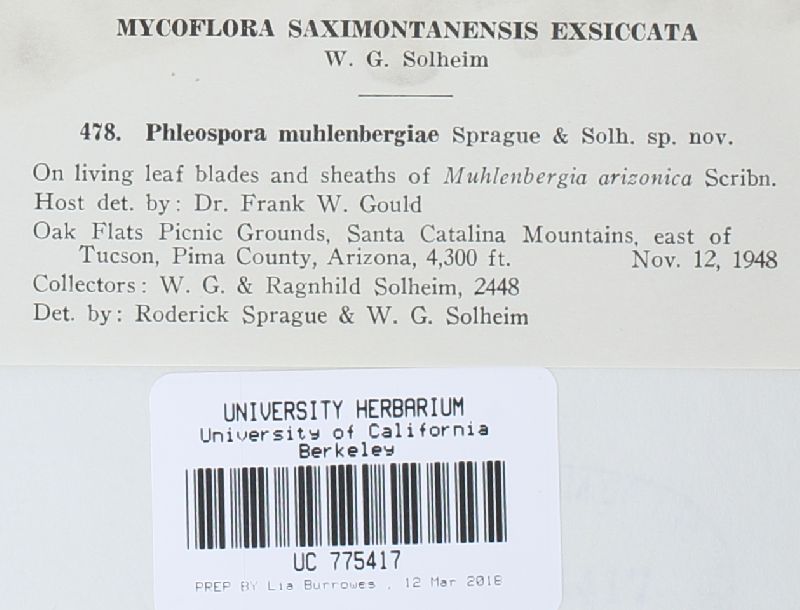 MYCOFLORA SAXIMONTANENSIS EXSICCATA
W. G. Solheim
478. Phleospora muhlenbergiae Sprague & Solh. sp. nov.
On living leaf blades and sheaths of Muhlenbergia arizonica Scribn.
Host det. by: Dr. Frank W. Gould
Oak Flats Picnic Grounds, Santa Catalina Mountains, east of
Tucson, Pima County, Arizona, 4,300 ft. Nov. 12, 1948
Collectors: W. G. & Ragnhild Solheim, 2448
Det. by: Roderick Sprague & W. G. Solheim
UNIVERSITY HERBARIUM
University of California
Berkeley
UC 775417
PREP BY Lia Burrowes , 12 Mar 2018